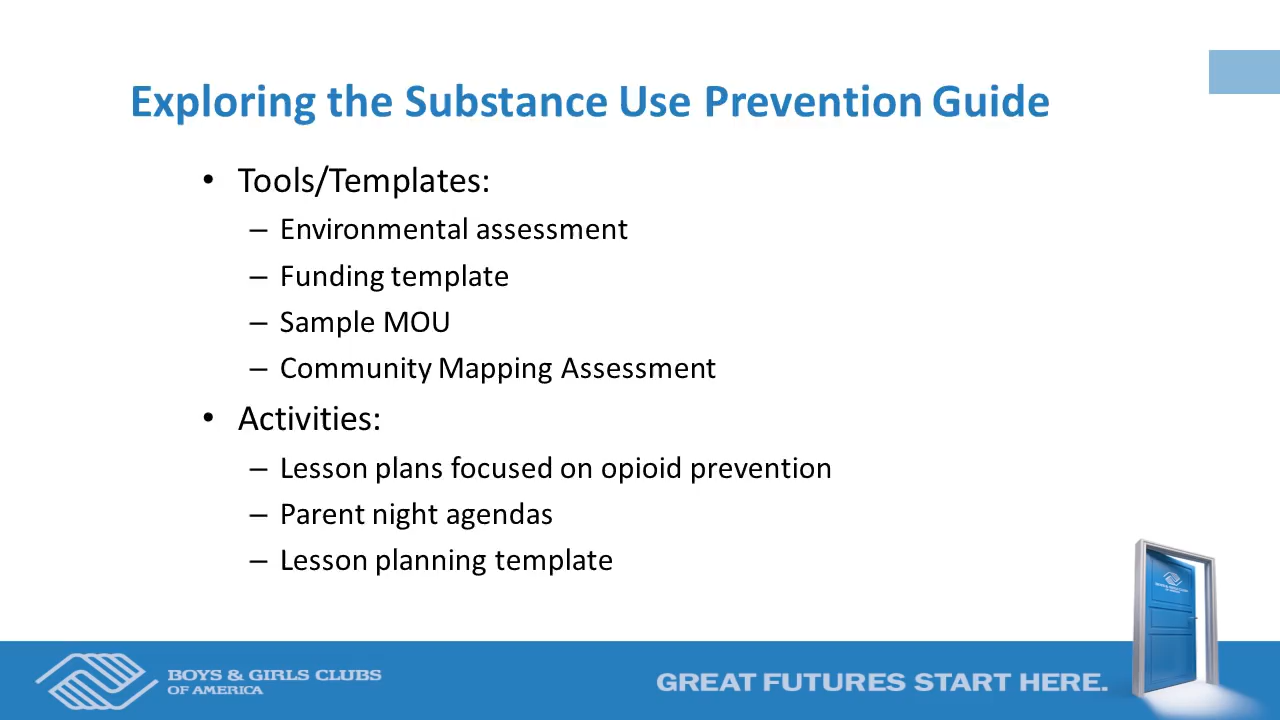 Exploring the Substance Use Prevention Guide
• Tools/Templates:
– Environmental assessment
– Funding template
– Sample MOU
– Community Mapping Assessment
• Activities:
– Lesson plans focused on opioid prevention
– Parent night agendas
– Lesson planning template
BOYS & GIRLS CLUBS
OF AMERICA
GREAT FUTURES START HERE.